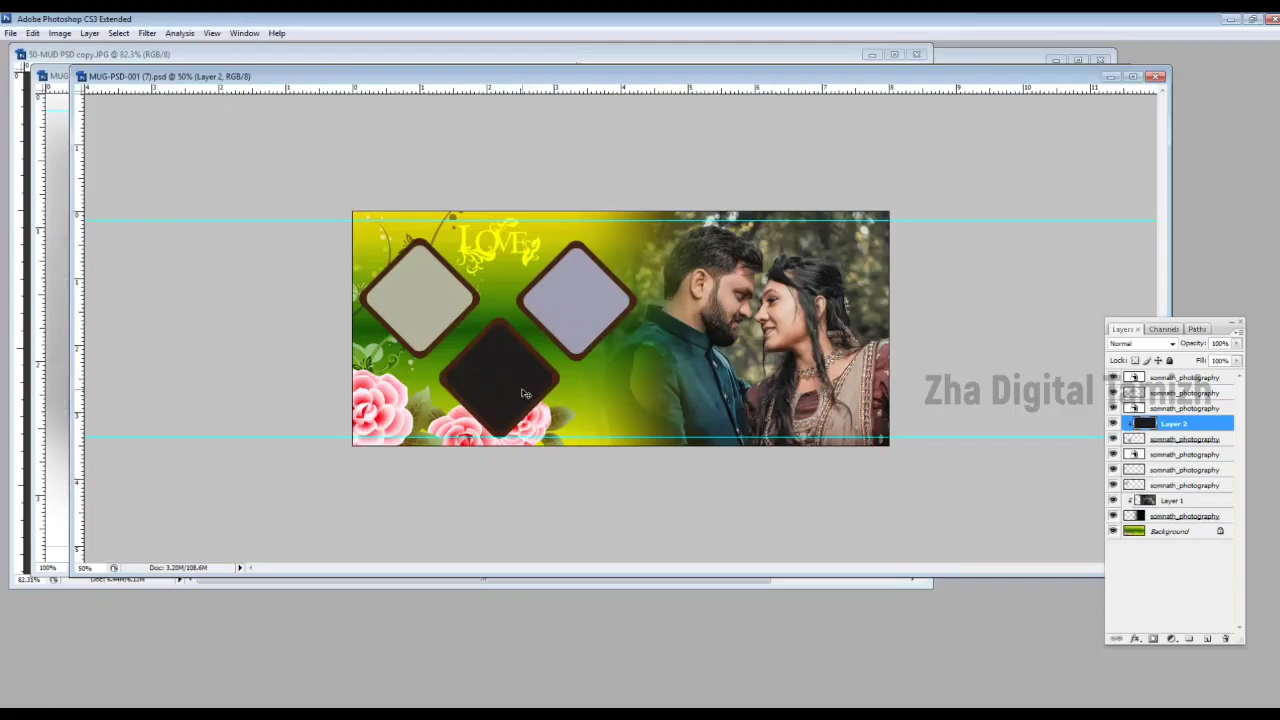 Adobe Photoshop CS3 Extended
File Edit Image Layer Select Filter Analysis View Window Help
50-MUD PSD copy.JPG @ 82.3% (RGB/8)
MUG
MUG-PSD-001 (7).psd @ 50% (Layer 2, RGB/8)
LOVE
Layers Channels Paths
Normal Opacity: 100%
Lock: Fill: 100%
somnath_photography
Zha Digital Tamizh
somnath_photography
Layer 2
somnath_photography
somnath_photography
somnath_photography
somnath_photography
Layer 1
somnath_photography
Background
100%
50% Doc: 3.20M/108.6M
82.31%